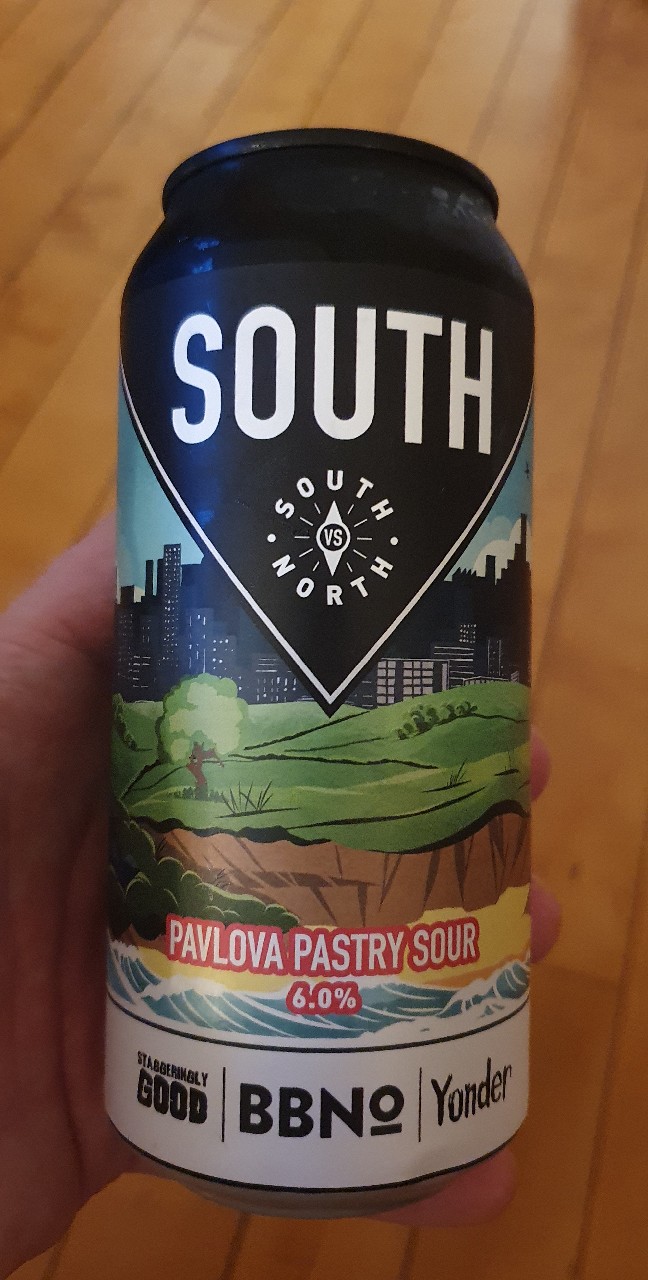 SOUTH
SOUTH
VS
NORTH
PAVLOVA PASTRY SOUR
6.0%
STAGGERINGLY
GOOD
BBNo
Yonder